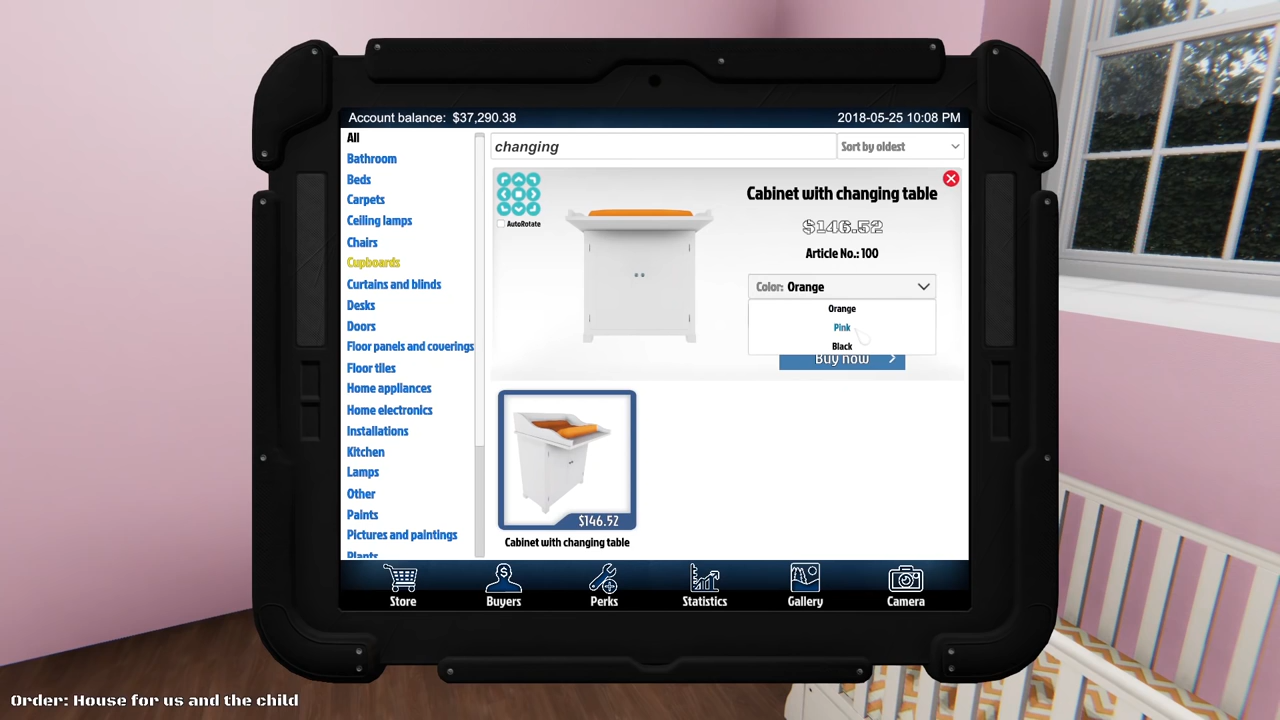 Account balance: $37,290.38
2018-05-25 10:08 PM
All
Bathroom
Beds
Carpets
Ceiling lamps
Chairs
Cupboards
Curtains and blinds
Desks
Doors
Floor panels and coverings
Floor tiles
Home appliances
Home electronics
Installations
Kitchen
Lamps
Other
Paints
Pictures and paintings
Plants
changing
Sort by oldest
AutoRotate
Cabinet with changing table
$146.52
Article No.: 100
Color: Orange
Orange
Pink
Black
Buy now
$146.52
Cabinet with changing table
Store
Buyers
Perks
Statistics
Gallery
Camera
Order: House for us and the child